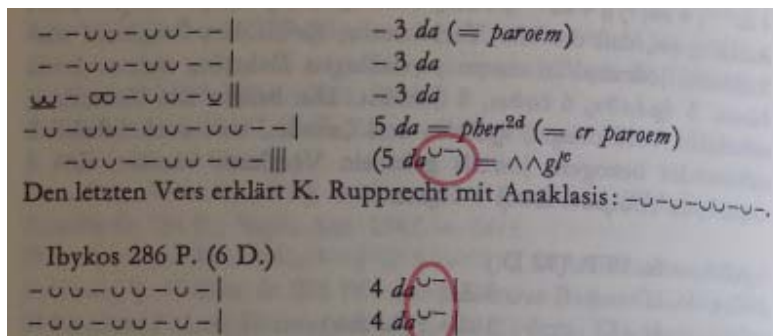 – –∪∪–∪∪– –| – 3 da (= paroem)
–∪∪–∪∪– –| – 3 da
– ∞ –∪∪– ∪|| – 3 da
–∪–∪∪–∪∪–∪∪– –| 5 da = pher²ᵈ (= cr paroem)
–∪∪– –∪∪–∪–||| (5 da∪–) = ∧∧glᶜ
Den letzten Vers erklärt K. Rupprecht mit Anaklasis: –∪–∪–∪∪–∪–.
Ibykos 286 P. (6 D.)
–∪∪–∪∪–∪–| 4 da∪–|
–∪∪–∪∪–∪–| 4 da∪–|